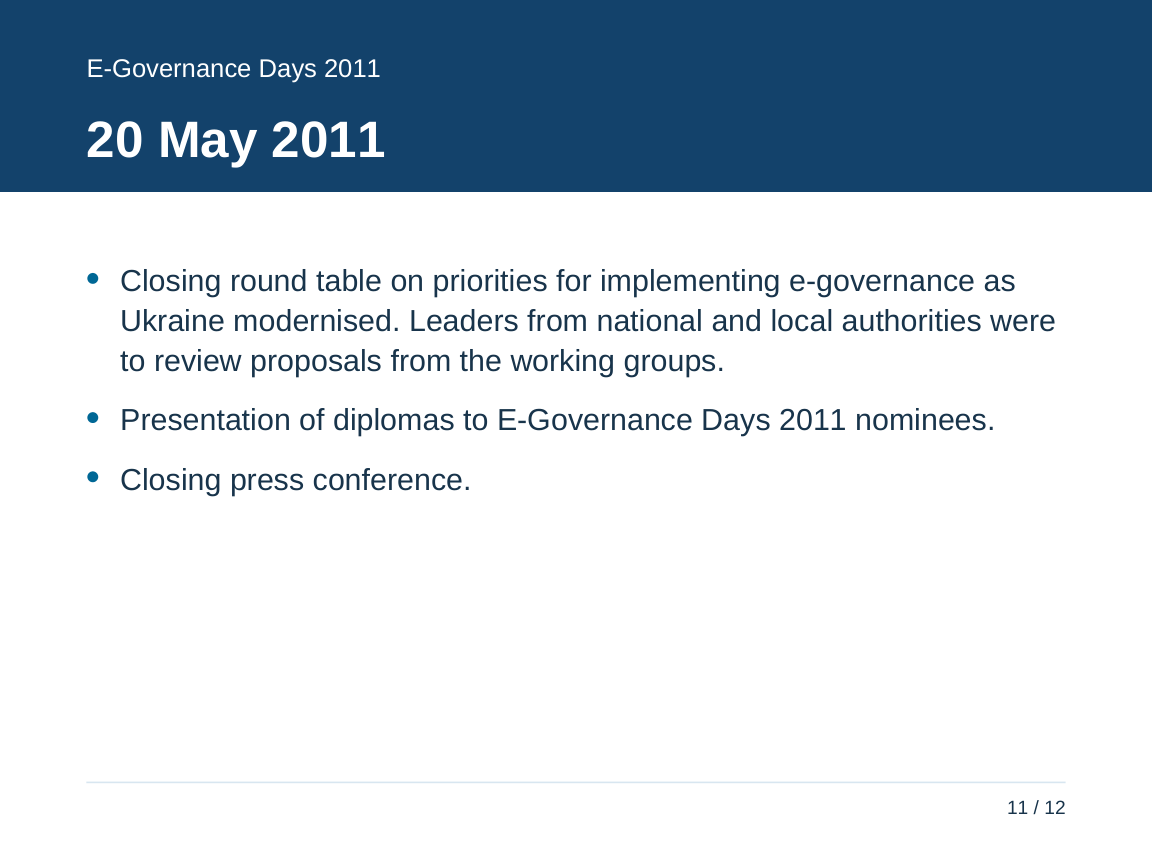 E-Governance Days 2011
20 May 2011
• Closing round table on priorities for implementing e-governance as
Ukraine modernised. Leaders from national and local authorities were
to review proposals from the working groups.
• Presentation of diplomas to E-Governance Days 2011 nominees.
• Closing press conference.
11 / 12